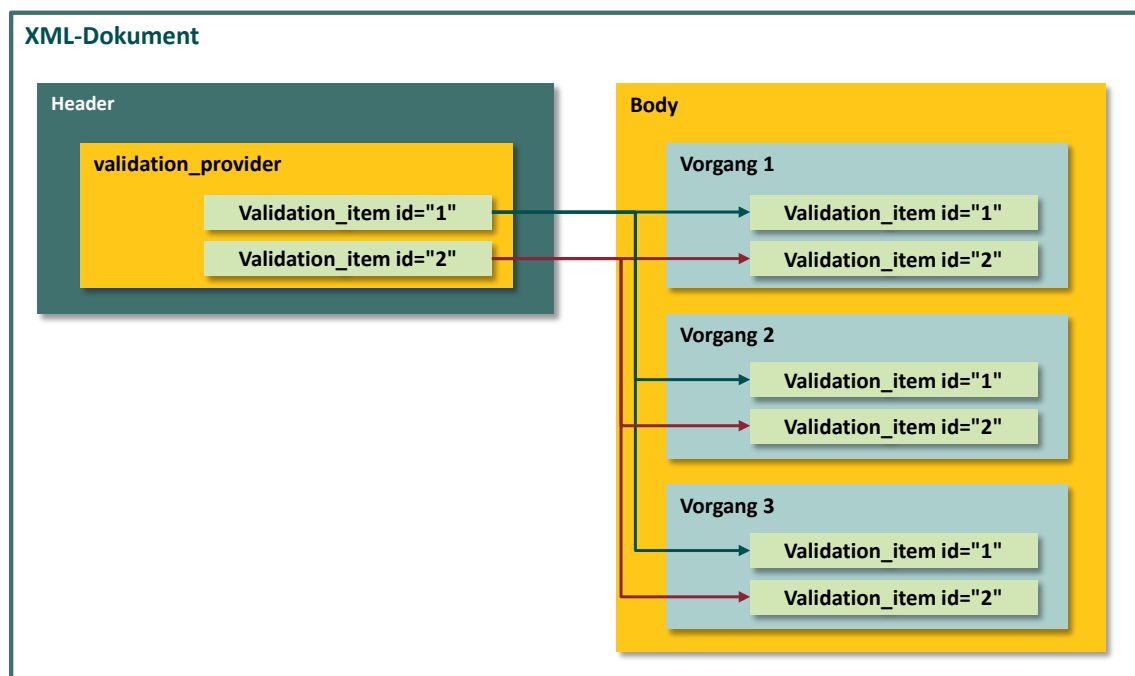 XML-Dokument
Header
validation_provider
Validation_item id="1"
Validation_item id="2"
Body
Vorgang 1
Validation_item id="1"
Validation_item id="2"
Vorgang 2
Validation_item id="1"
Validation_item id="2"
Vorgang 3
Validation_item id="1"
Validation_item id="2"